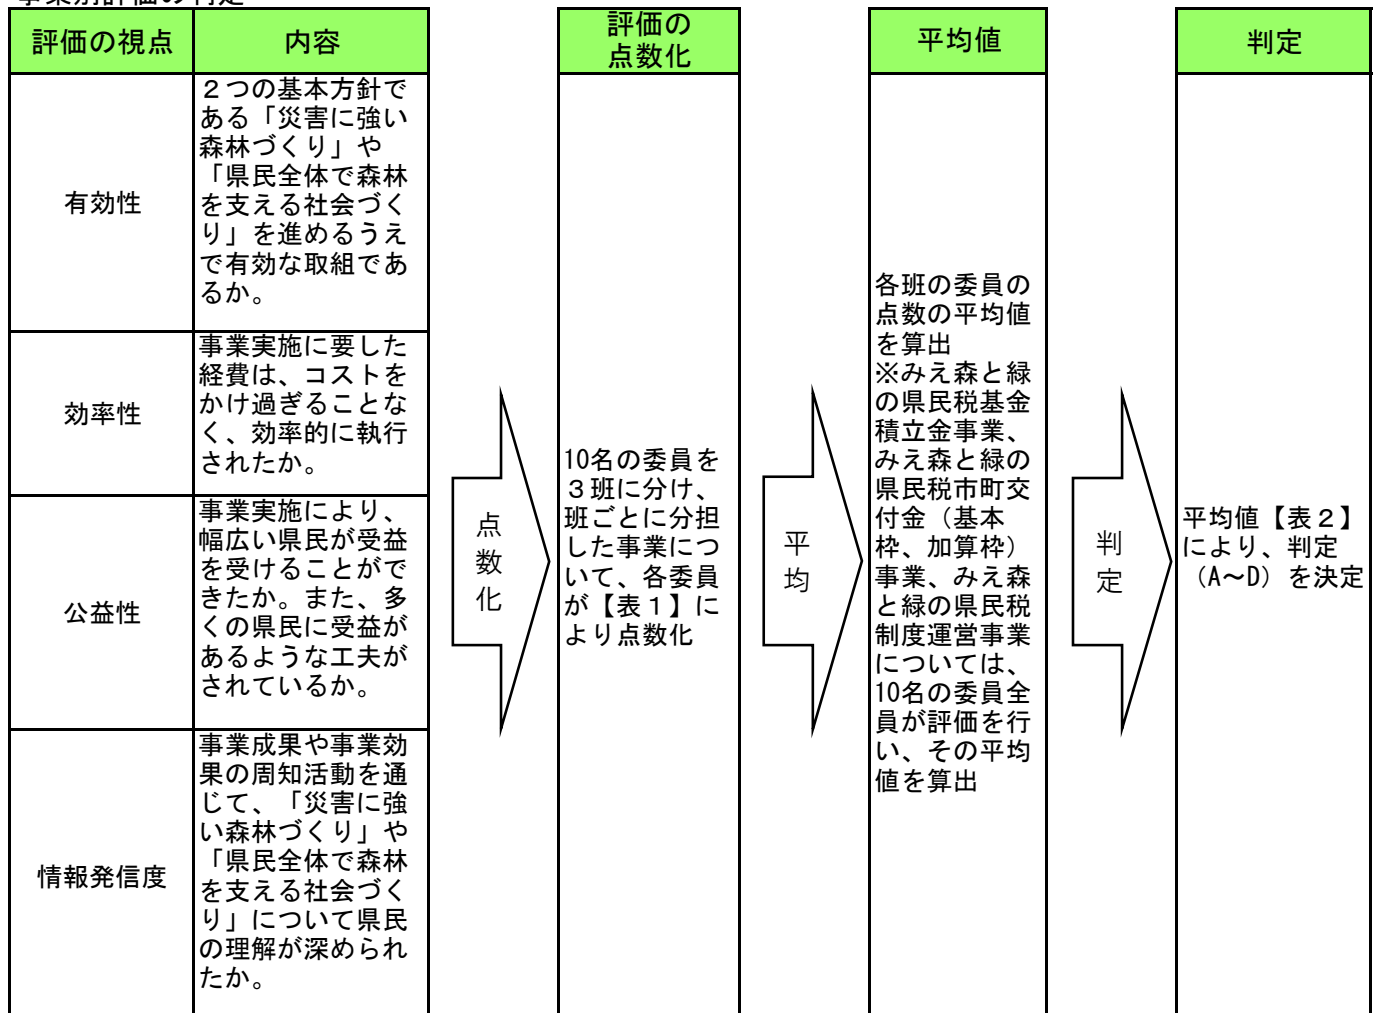 評価の視点
内容
評価の
点数化
平均値
判定
有効性
２つの基本方針で
ある「災害に強い
森林づくり」や
「県民全体で森林
を支える社会づく
り」を進めるうえ
で有効な取組であ
るか。
効率性
事業実施に要した
経費は、コストを
かけ過ぎることな
く、効率的に執行
されたか。
公益性
事業実施により、
幅広い県民が受益
を受けることがで
きたか。また、多
くの県民に受益が
あるような工夫が
されているか。
情報発信度
事業成果や事業効
果の周知活動を通
じて、「災害に強
い森林づくり」や
「県民全体で森林
を支える社会づく
り」について県民
の理解が深められ
たか。
点
数
化
10名の委員を
３班に分け、
班ごとに分担
した事業につ
いて、各委員
が【表１】に
より点数化
平
均
各班の委員の
点数の平均値
を算出
※みえ森と緑
の県民税基金
積立金事業、
みえ森と緑の
県民税市町交
付金（基本
枠、加算枠）
事業、みえ森
と緑の県民税
制度運営事業
については、
10名の委員全
員が評価を行
い、その平均
値を算出
判
定
平均値【表２】
により、判定
（A～D）を決定